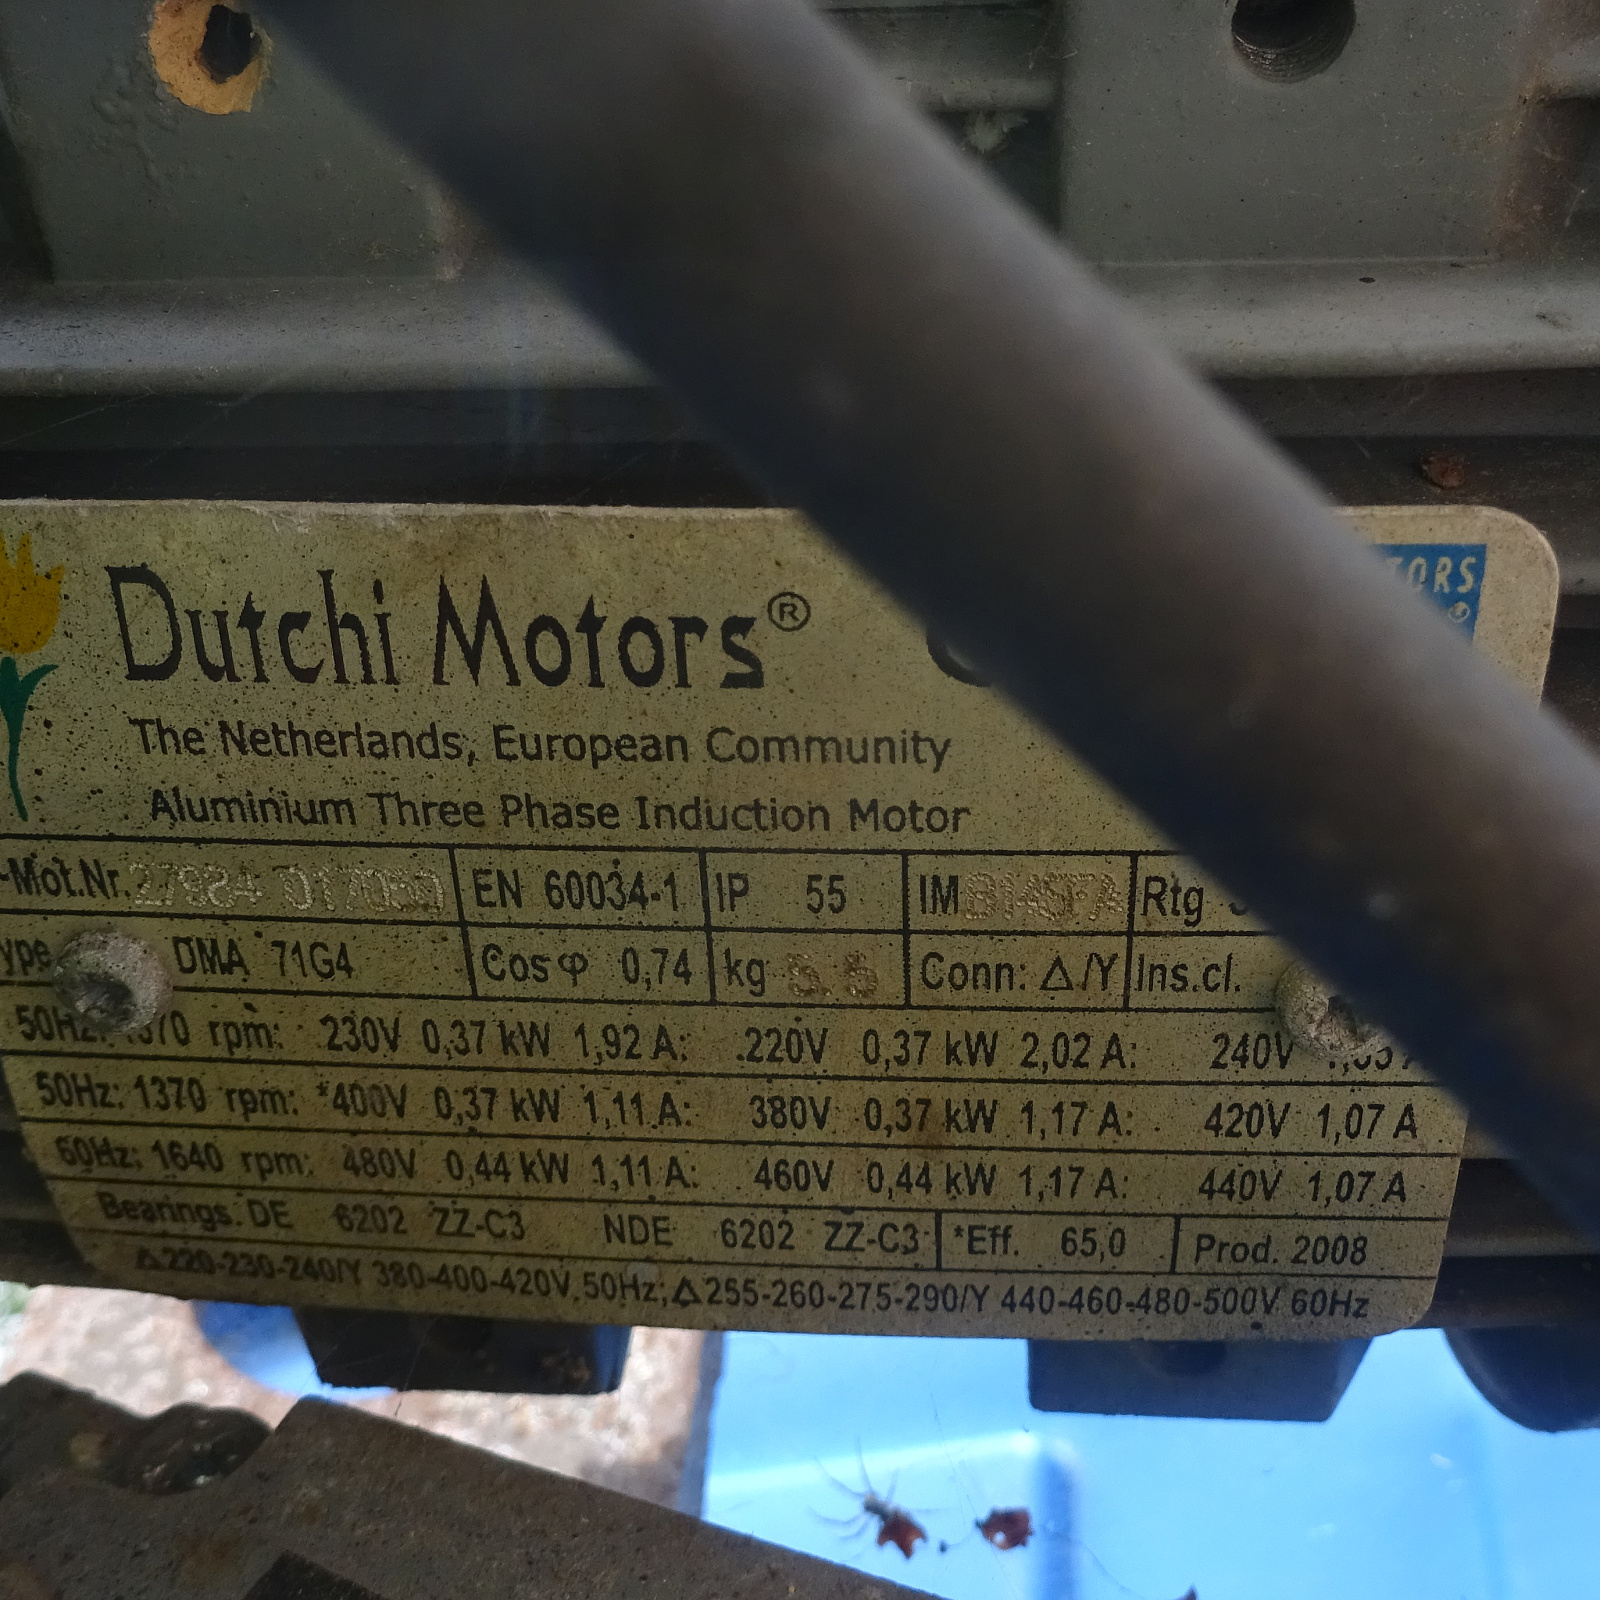 TORS
Dutchi Motors®
The Netherlands, European Community
Aluminium Three Phase Induction Motor
Mot.Nr. EN 60034-1 IP 55 IM Rtg
DMA 71G4 Cos φ 0,74 kg 5.5 Conn: Δ/Y Ins.cl.
50Hz: rpm: 230V 0,37 kW 1,92 A: 220V 0,37 kW 2,02 A: 240V
50Hz: 1370 rpm: *400V 0,37 kW 1,11 A: 380V 0,37 kW 1,17 A: 420V 1,07 A
60Hz: 1640 rpm: 480V 0,44 kW 1,11 A: 460V 0,44 kW 1,17 A: 440V 1,07 A
Bearings. DE 6202 ZZ-C3 NDE 6202 ZZ-C3 *Eff. 65,0 Prod. 2008
Δ220-230-240/Y 380-400-420V 50Hz; Δ255-260-275-290/Y 440-460-480-500V 60Hz